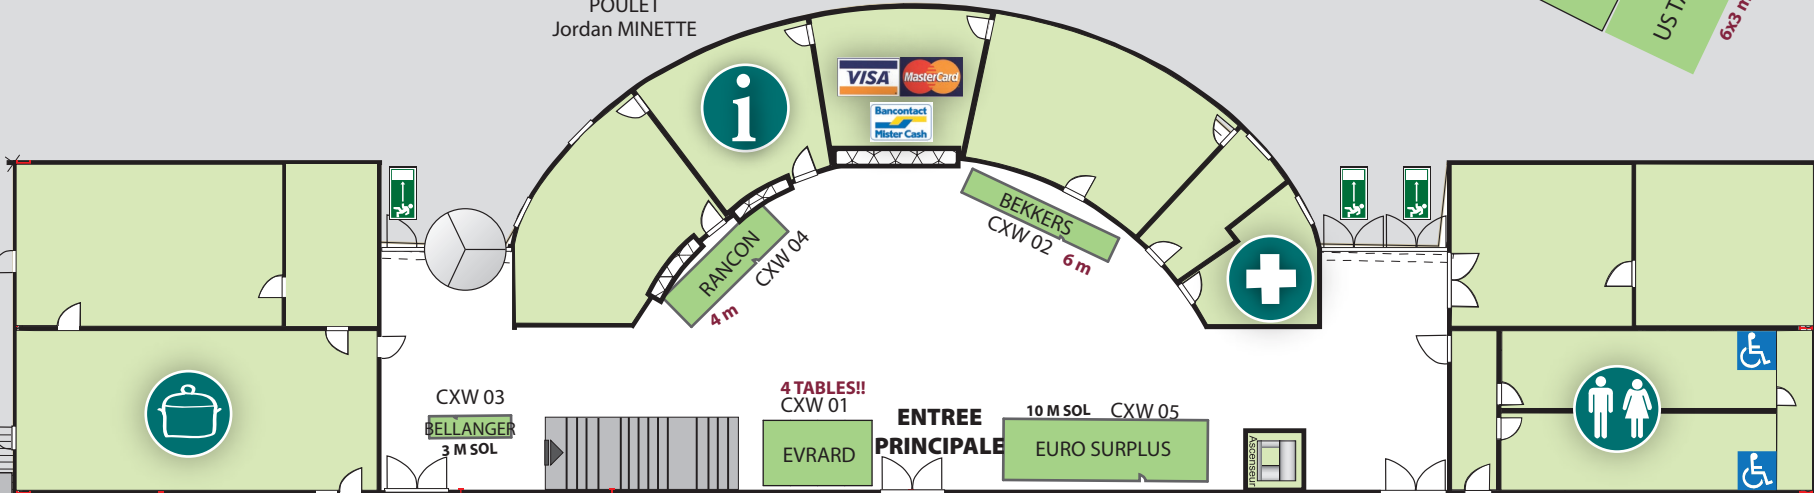 POULET
Jordan MINETTE
6x3 m
VISA
MasterCard
Bancontact
Mister Cash
i
RANCON
CXW 04
4 m
BEKKERS
CXW 02
6 m
CXW 03
BELLANGER
3 M SOL
4 TABLES!!
CXW 01
EVRARD
ENTREE
PRINCIPALE
10 M SOL
CXW 05
EURO SURPLUS
Ascenseur